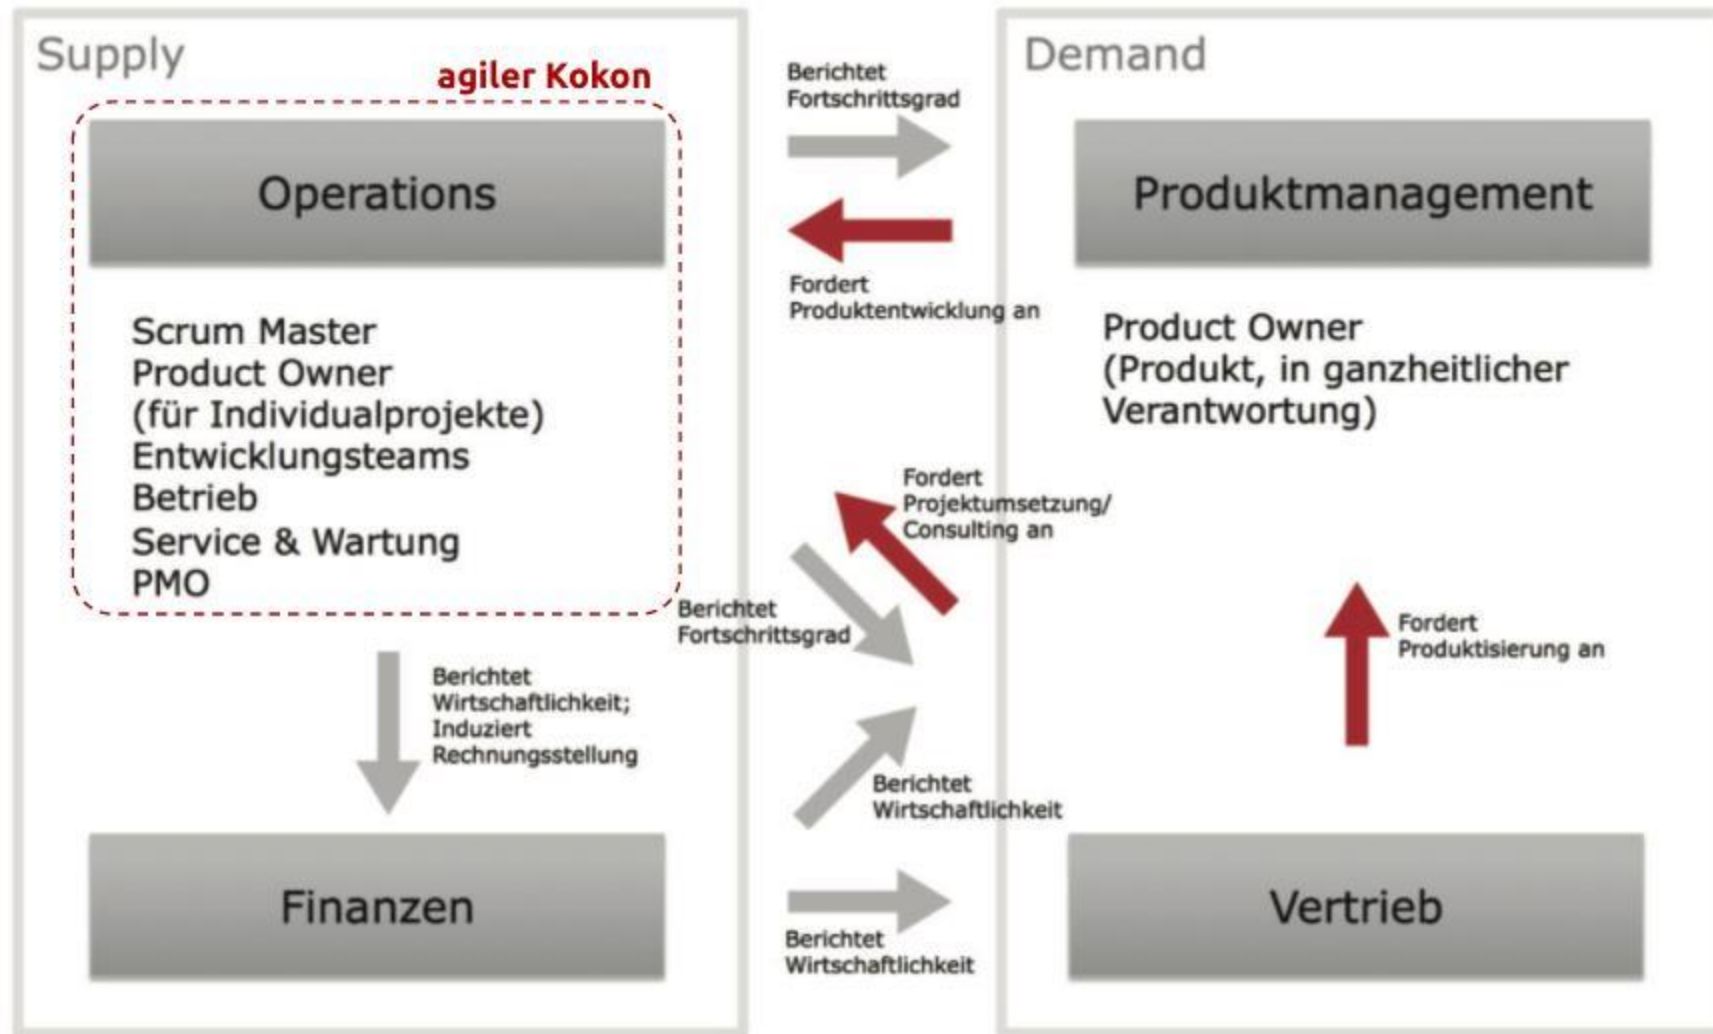 Supply
agiler Kokon
Operations
Scrum Master
Product Owner
(für Individualprojekte)
Entwicklungsteams
Betrieb
Service & Wartung
PMO
Berichtet
Wirtschaftlichkeit;
Induziert
Rechnungsstellung
Finanzen
Berichtet
Fortschrittsgrad
Fordert
Produktentwicklung an
Fordert
Projektumsetzung/
Consulting an
Berichtet
Fortschrittsgrad
Berichtet
Wirtschaftlichkeit
Berichtet
Wirtschaftlichkeit
Demand
Produktmanagement
Product Owner
(Produkt, in ganzheitlicher
Verantwortung)
Fordert
Produktisierung an
Vertrieb